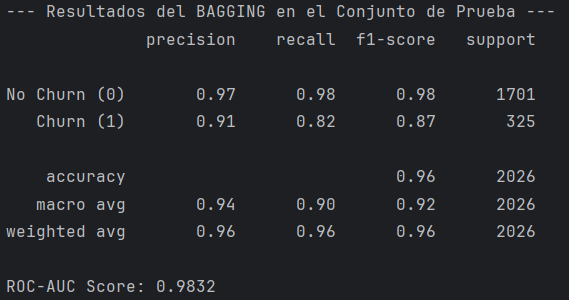 --- Resultados del BAGGING en el Conjunto de Prueba ---
              precision    recall  f1-score   support

No Churn (0)       0.97      0.98      0.98      1701
   Churn (1)       0.91      0.82      0.87       325

    accuracy                           0.96      2026
   macro avg       0.94      0.90      0.92      2026
weighted avg       0.96      0.96      0.96      2026

ROC-AUC Score: 0.9832